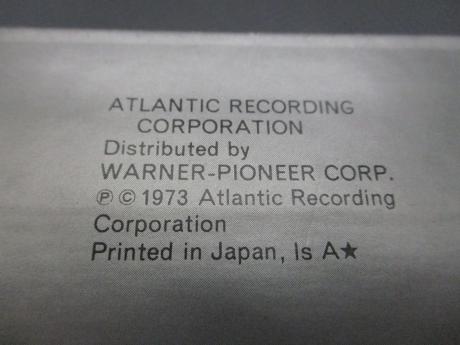 ATLANTIC RECORDING
CORPORATION
Distributed by
WARNER-PIONEER CORP.
℗ © 1973 Atlantic Recording
Corporation
Printed in Japan, Is A★